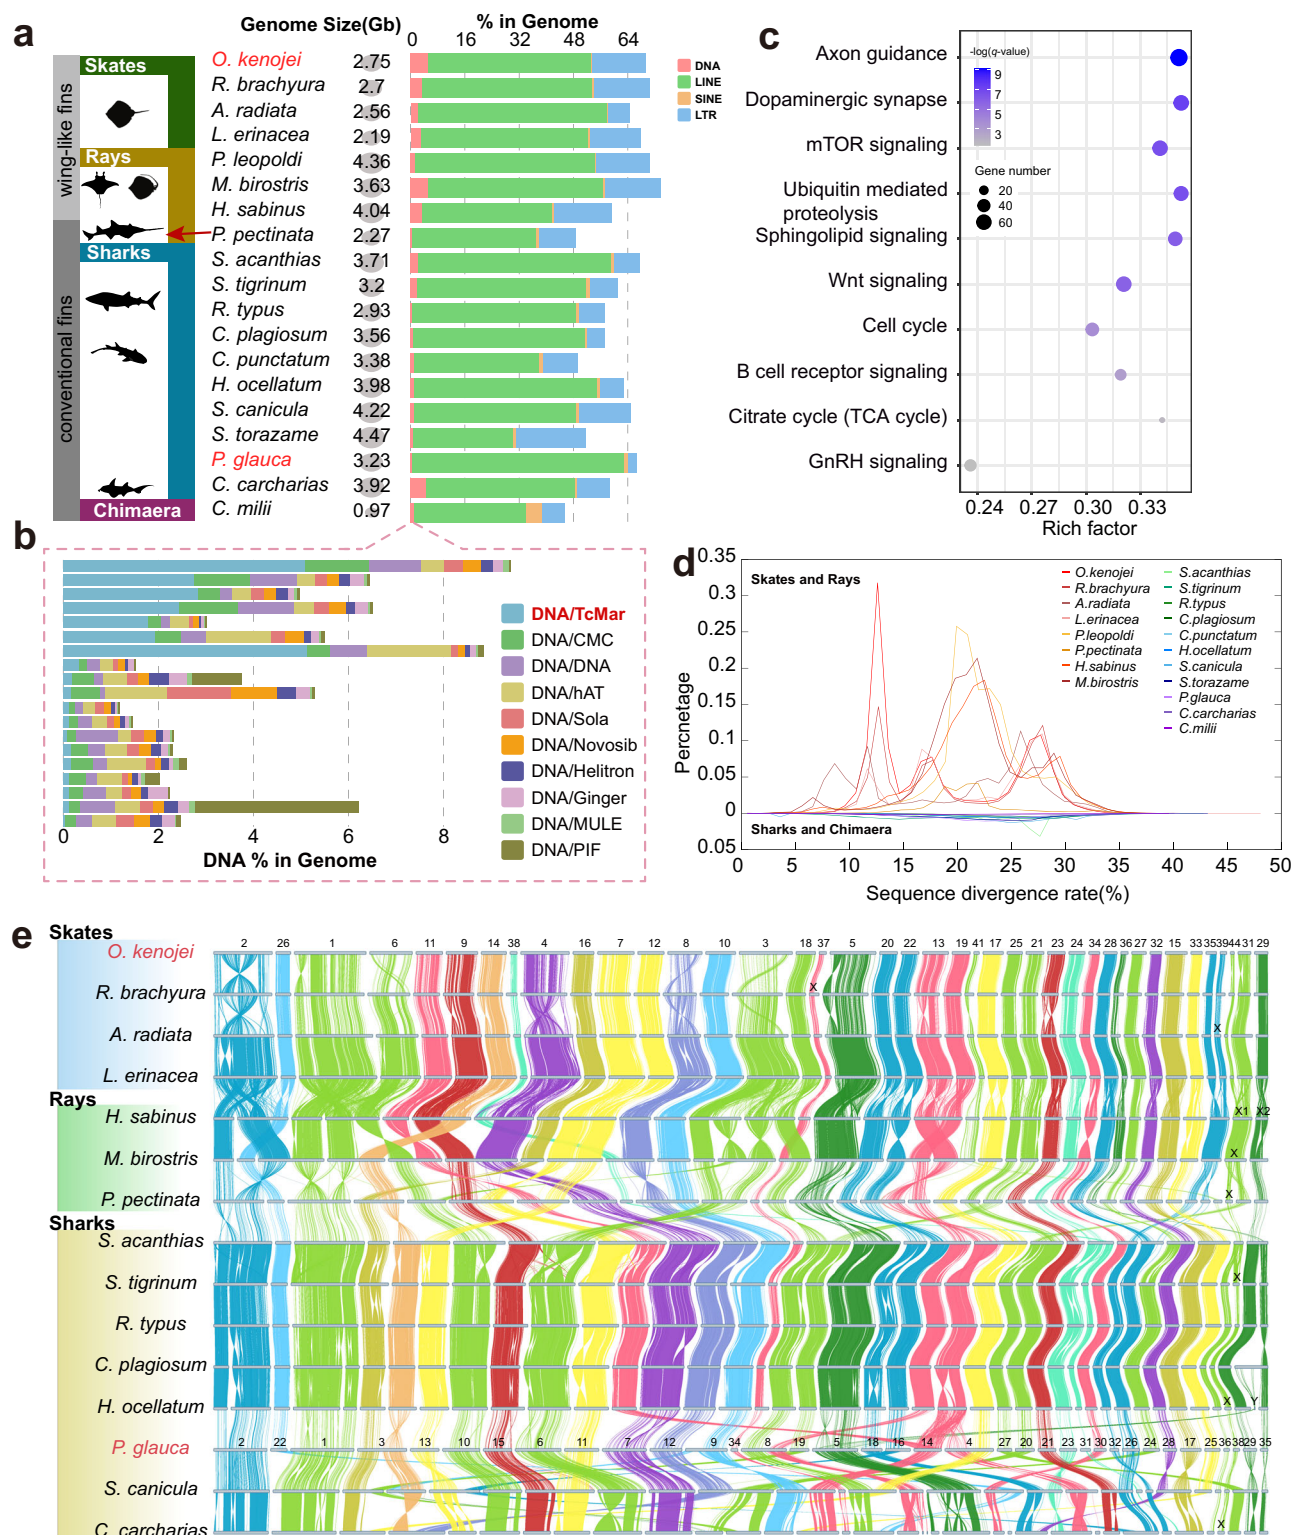 a
Genome Size(Gb)
% in Genome
0 16 32 48 64
DNA
LINE
SINE
LTR
wing-like fins
conventional fins
Skates
Rays
Sharks
Chimaera
O. kenojei 2.75
R. brachyura 2.7
A. radiata 2.56
L. erinacea 2.19
P. leopoldi 4.36
M. birostris 3.63
H. sabinus 4.04
P. pectinata 2.27
S. acanthias 3.71
S. tigrinum 3.2
R. typus 2.93
C. plagiosum 3.56
C. punctatum 3.38
H. ocellatum 3.98
S. canicula 4.22
S. torazame 4.47
P. glauca 3.23
C. carcharias 3.92
C. milii 0.97
b
DNA/TcMar
DNA/CMC
DNA/DNA
DNA/hAT
DNA/Sola
DNA/Novosib
DNA/Helitron
DNA/Ginger
DNA/MULE
DNA/PIF
0 2 4 6 8
DNA % in Genome
c
Axon guidance
Dopaminergic synapse
mTOR signaling
Ubiquitin mediated
proteolysis
Sphingolipid signaling
Wnt signaling
Cell cycle
B cell receptor signaling
Citrate cycle (TCA cycle)
GnRH signaling
-log(q-value)
9
7
5
3
Gene number
20
40
60
0.24 0.27 0.30 0.33
Rich factor
d
Percnetage
0.35
0.3
0.25
0.2
0.15
0.1
0.05
0
0.05
Skates and Rays
Sharks and Chimaera
O.kenojei
R.brachyura
A.radiata
L.erinacea
P.leopoldi
P.pectinata
H.sabinus
M.birostris
S.acanthias
S.tigrinum
R.typus
C.plagiosum
C.punctatum
H.ocellatum
S.canicula
S.torazame
P.glauca
C.carcharias
C.milii
0 5 10 15 20 25 30 35 40 45 50
Sequence divergence rate(%)
e
Skates
2 26 1 6 11 9 14 38 4 16 7 12 8 10 3 18 37 5 20 22 13 19 41 17 25 21 23 24 34 28 36 27 32 15 33 35 39 44 31 29
O. kenojei
R. brachyura
X
A. radiata
X
L. erinacea
Rays
H. sabinus
X1 X2
M. birostris
X
P. pectinata
X
Sharks
S. acanthias
S. tigrinum
X
R. typus
C. plagiosum
H. ocellatum
X Y
P. glauca
2 22 1 3 13 10 15 6 11 7 12 9 34 8 19 5 18 16 14 4 27 20 21 23 31 30 32 26 24 28 17 25 36 38 29 35
S. canicula
C. carcharias
X